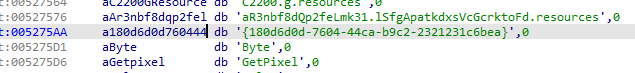 :00527564 aC2200GResource db 'C2200.g.resources',0
:00527576 aAr3nbf8dqp2fel db 'aR3nbf8dQp2feLmk31.lSfgApatkdxsVcGcrktoFd.resources',0
:005275AA a180d6d0d760444 db '{180d6d0d-7604-44ca-b9c2-2321231c6bea}',0
:005275D1 aByte db 'Byte',0
:005275D6 aGetpixel db 'GetPixel',0